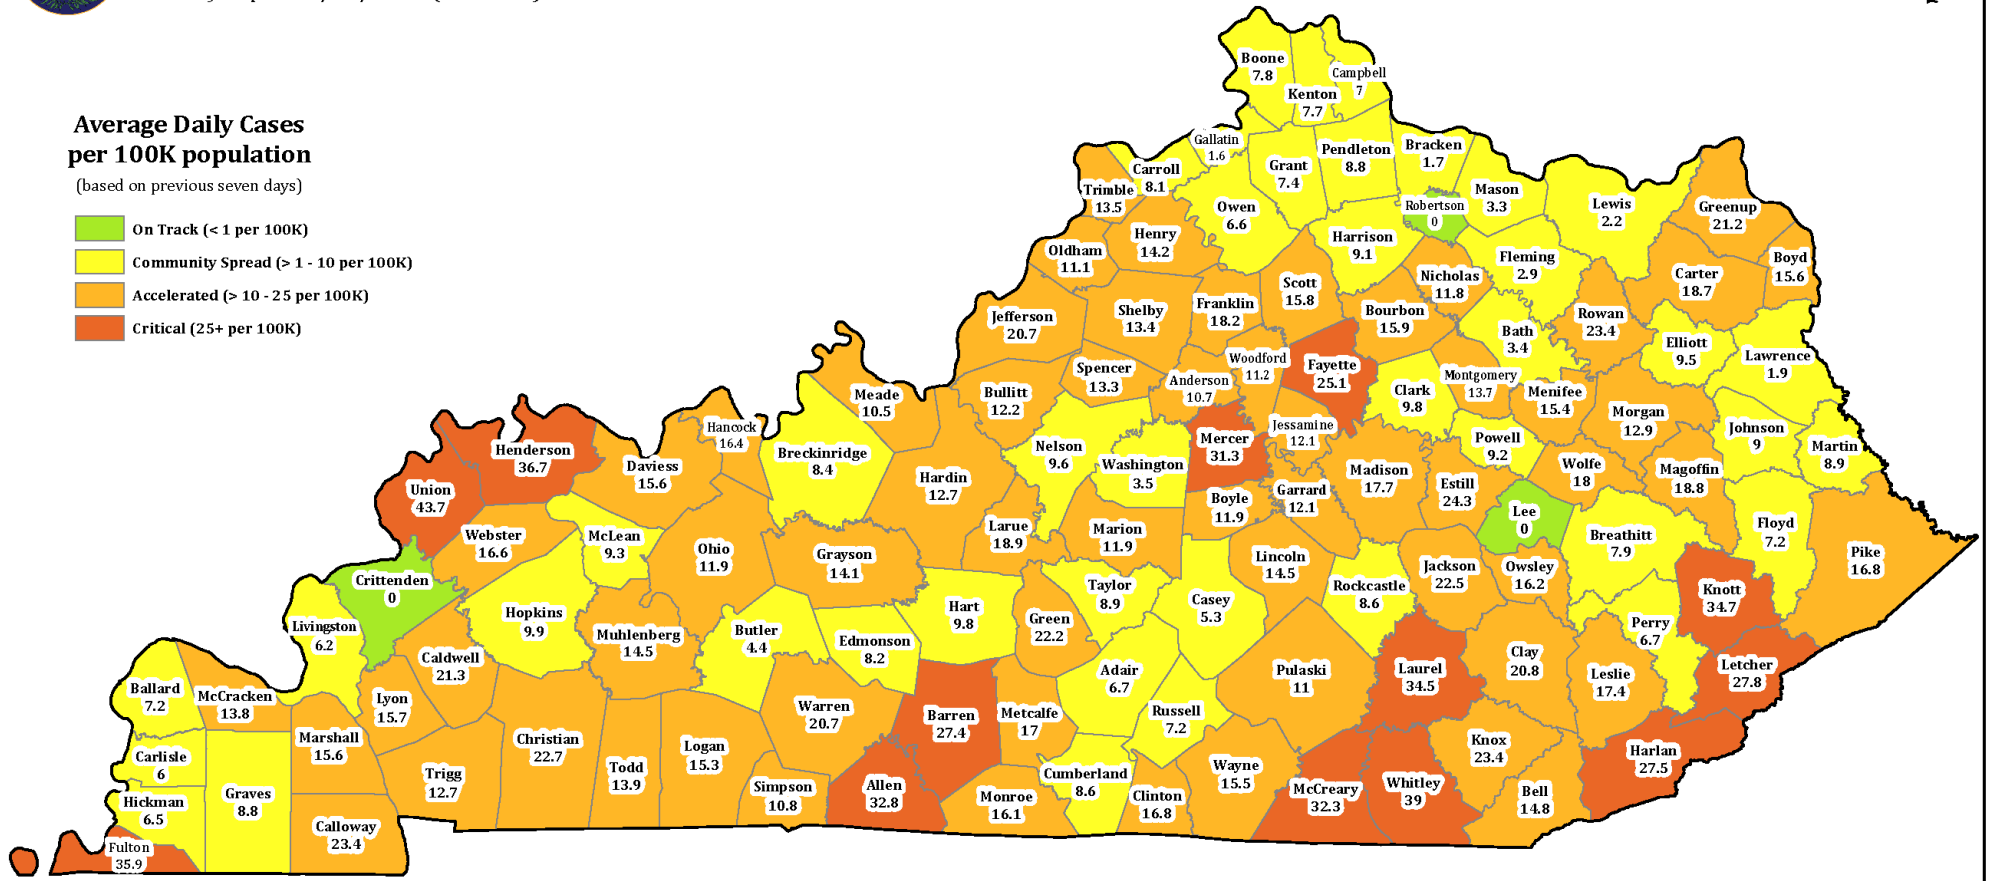 Average Daily Cases
per 100K population
(based on previous seven days)
On Track (< 1 per 100K)
Community Spread (> 1 - 10 per 100K)
Accelerated (> 10 - 25 per 100K)
Critical (25+ per 100K)
Boone
7.8
Kenton
7.7
Campbell
7
Gallatin
1.6
Carroll
8.1
Trimble
13.5
Grant
7.4
Pendleton
8.8
Bracken
1.7
Mason
3.3
Robertson
0
Lewis
2.2
Greenup
21.2
Boyd
15.6
Carter
18.7
Owen
6.6
Henry
14.2
Oldham
11.1
Harrison
9.1
Nicholas
11.8
Fleming
2.9
Rowan
23.4
Elliott
9.5
Lawrence
1.9
Jefferson
20.7
Shelby
13.4
Franklin
18.2
Scott
15.8
Bourbon
15.9
Bath
3.4
Woodford
11.2
Fayette
25.1
Clark
9.8
Montgomery
13.7
Menifee
15.4
Morgan
12.9
Johnson
9
Martin
8.9
Meade
10.5
Bullitt
12.2
Spencer
13.3
Anderson
10.7
Mercer
31.3
Jessamine
12.1
Powell
9.2
Wolfe
18
Magoffin
18.8
Hancock
16.4
Breckinridge
8.4
Hardin
12.7
Nelson
9.6
Washington
3.5
Boyle
11.9
Garrard
12.1
Madison
17.7
Estill
24.3
Lee
0
Breathitt
7.9
Floyd
7.2
Pike
16.8
Henderson
36.7
Union
43.7
Daviess
15.6
Webster
16.6
McLean
9.3
Ohio
11.9
Grayson
14.1
Larue
18.9
Marion
11.9
Lincoln
14.5
Rockcastle
8.6
Jackson
22.5
Owsley
16.2
Knott
34.7
Perry
6.7
Letcher
27.8
Crittenden
0
Livingston
6.2
Hopkins
9.9
Muhlenberg
14.5
Butler
4.4
Edmonson
8.2
Hart
9.8
Green
22.2
Taylor
8.9
Casey
5.3
Adair
6.7
Russell
7.2
Pulaski
11
Laurel
34.5
Clay
20.8
Leslie
17.4
Harlan
27.5
Ballard
7.2
McCracken
13.8
Caldwell
21.3
Lyon
15.7
Marshall
15.6
Carlisle
6
Hickman
6.5
Graves
8.8
Calloway
23.4
Fulton
35.9
Trigg
12.7
Christian
22.7
Todd
13.9
Logan
15.3
Warren
20.7
Simpson
10.8
Allen
32.8
Barren
27.4
Metcalfe
17
Monroe
16.1
Cumberland
8.6
Clinton
16.8
Wayne
15.5
McCreary
32.3
Whitley
39
Knox
23.4
Bell
14.8